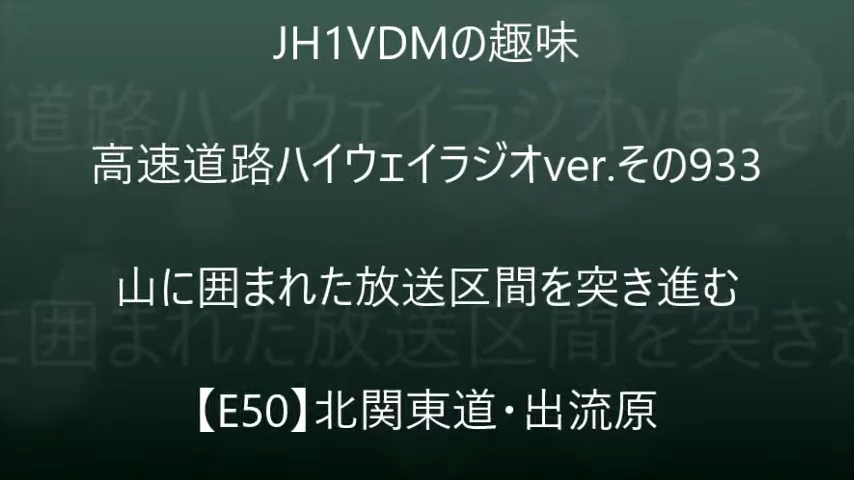 JH1VDMの趣味
高速道路ハイウェイラジオver.その933
山に囲まれた放送区間を突き進む
【E50】北関東道・出流原